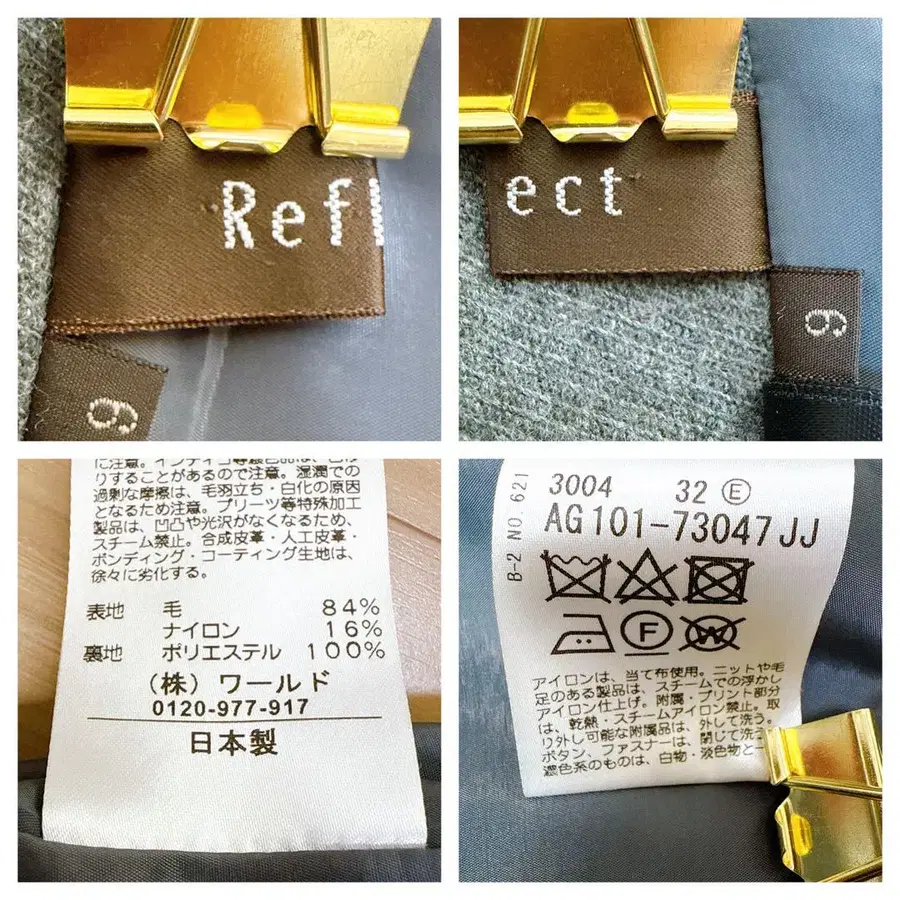 Refl
9
ect
9
に注意。インディゴ等濃色品は、色移
りすることがあるので注意。湿潤での
過剰な摩擦は、毛羽立ち・白化の原因
となるため注意。プリーツ等特殊加工
製品は、凹凸や光沢がなくなるため、
スチーム禁止。合成皮革・人工皮革・
ボンディング・コーティング生地は、
徐々に劣化する。
表地 毛 84%
ナイロン 16%
裏地 ポリエステル 100%
(株) ワールド
0120-977-917
日本製
B-2 NO. 621
3004 32 Ⓔ
AG101-73047JJ
F
W
アイロンは、当て布使用。ニットや毛
足のある製品は、スチームでの浮かし
アイロン仕上げ。附属・プリント部分
は、乾熱・スチームアイロン禁止。取
り外し可能な附属品は、外して洗う。
ボタン、ファスナーは、閉じて洗う
濃色系のものは、白物・淡色物と